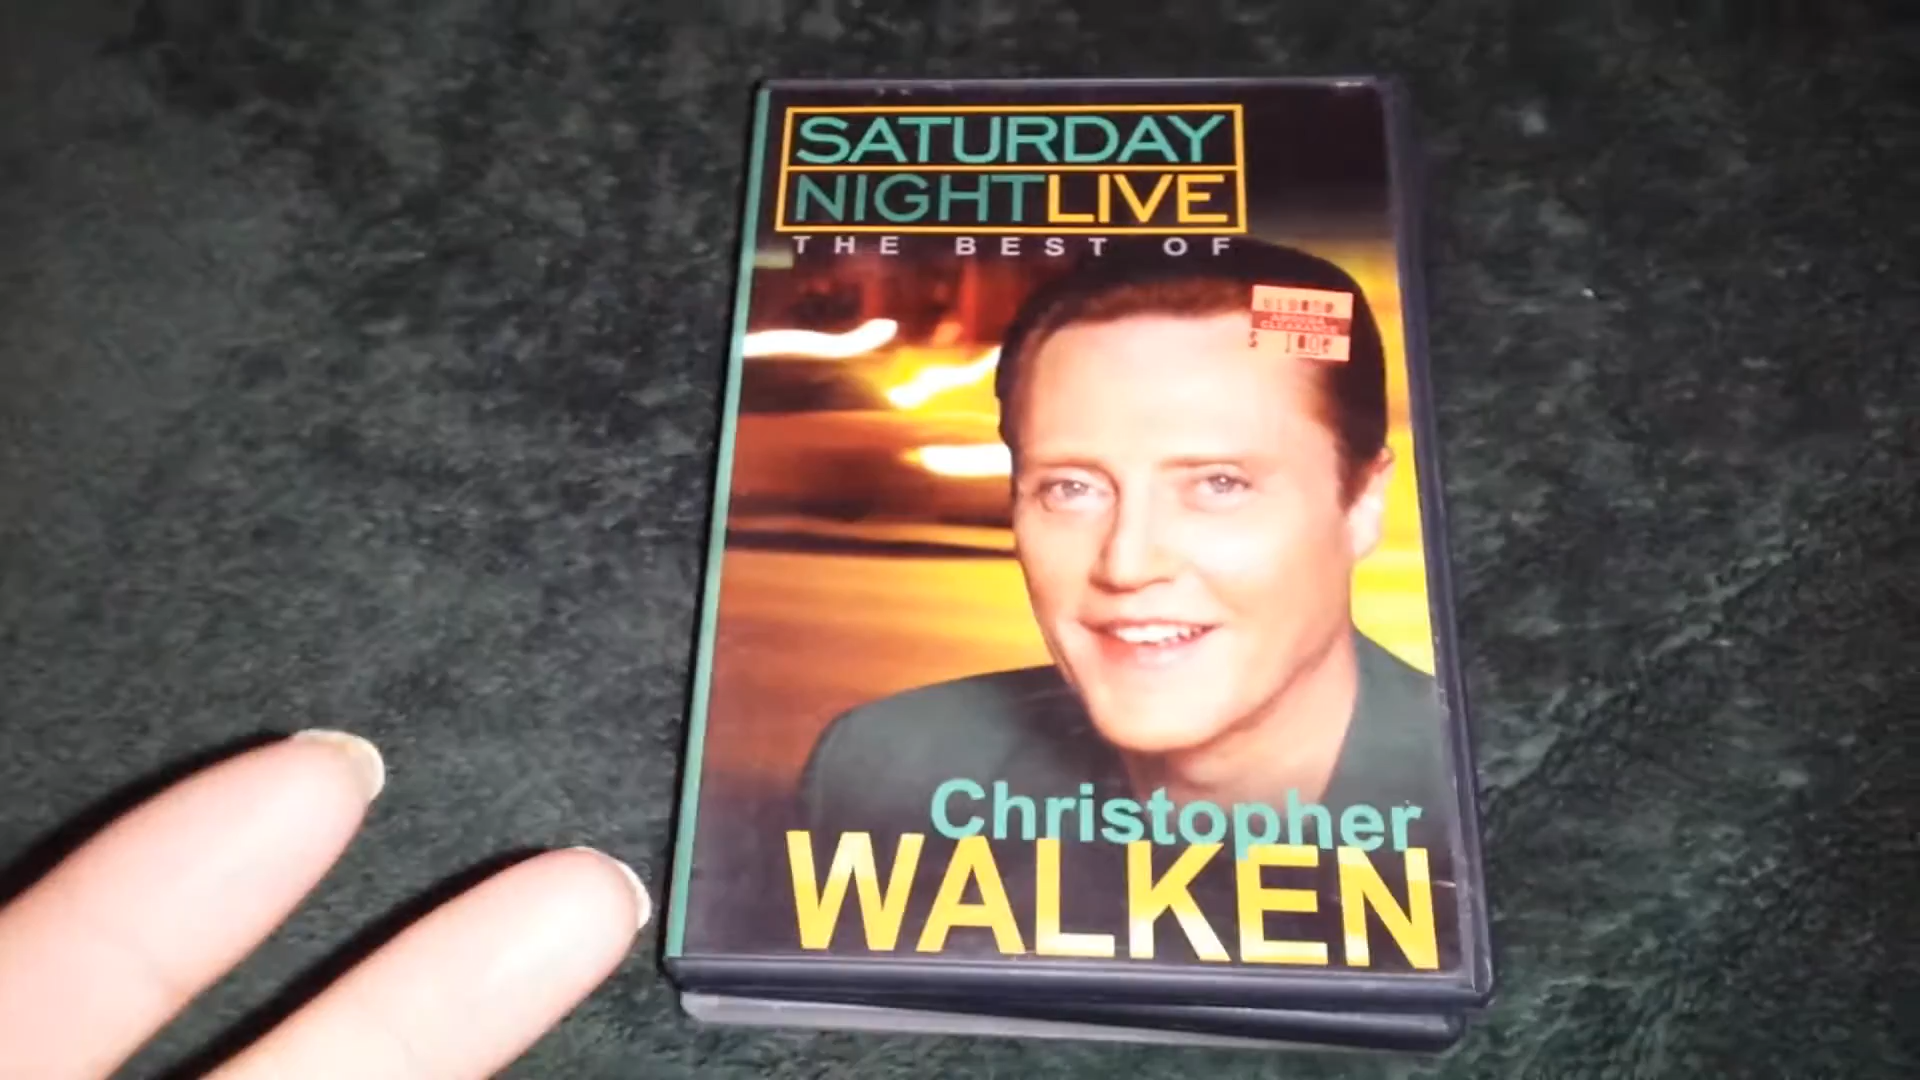 SATURDAY
NIGHTLIVE
THE BEST OF
Christopher
WALKEN